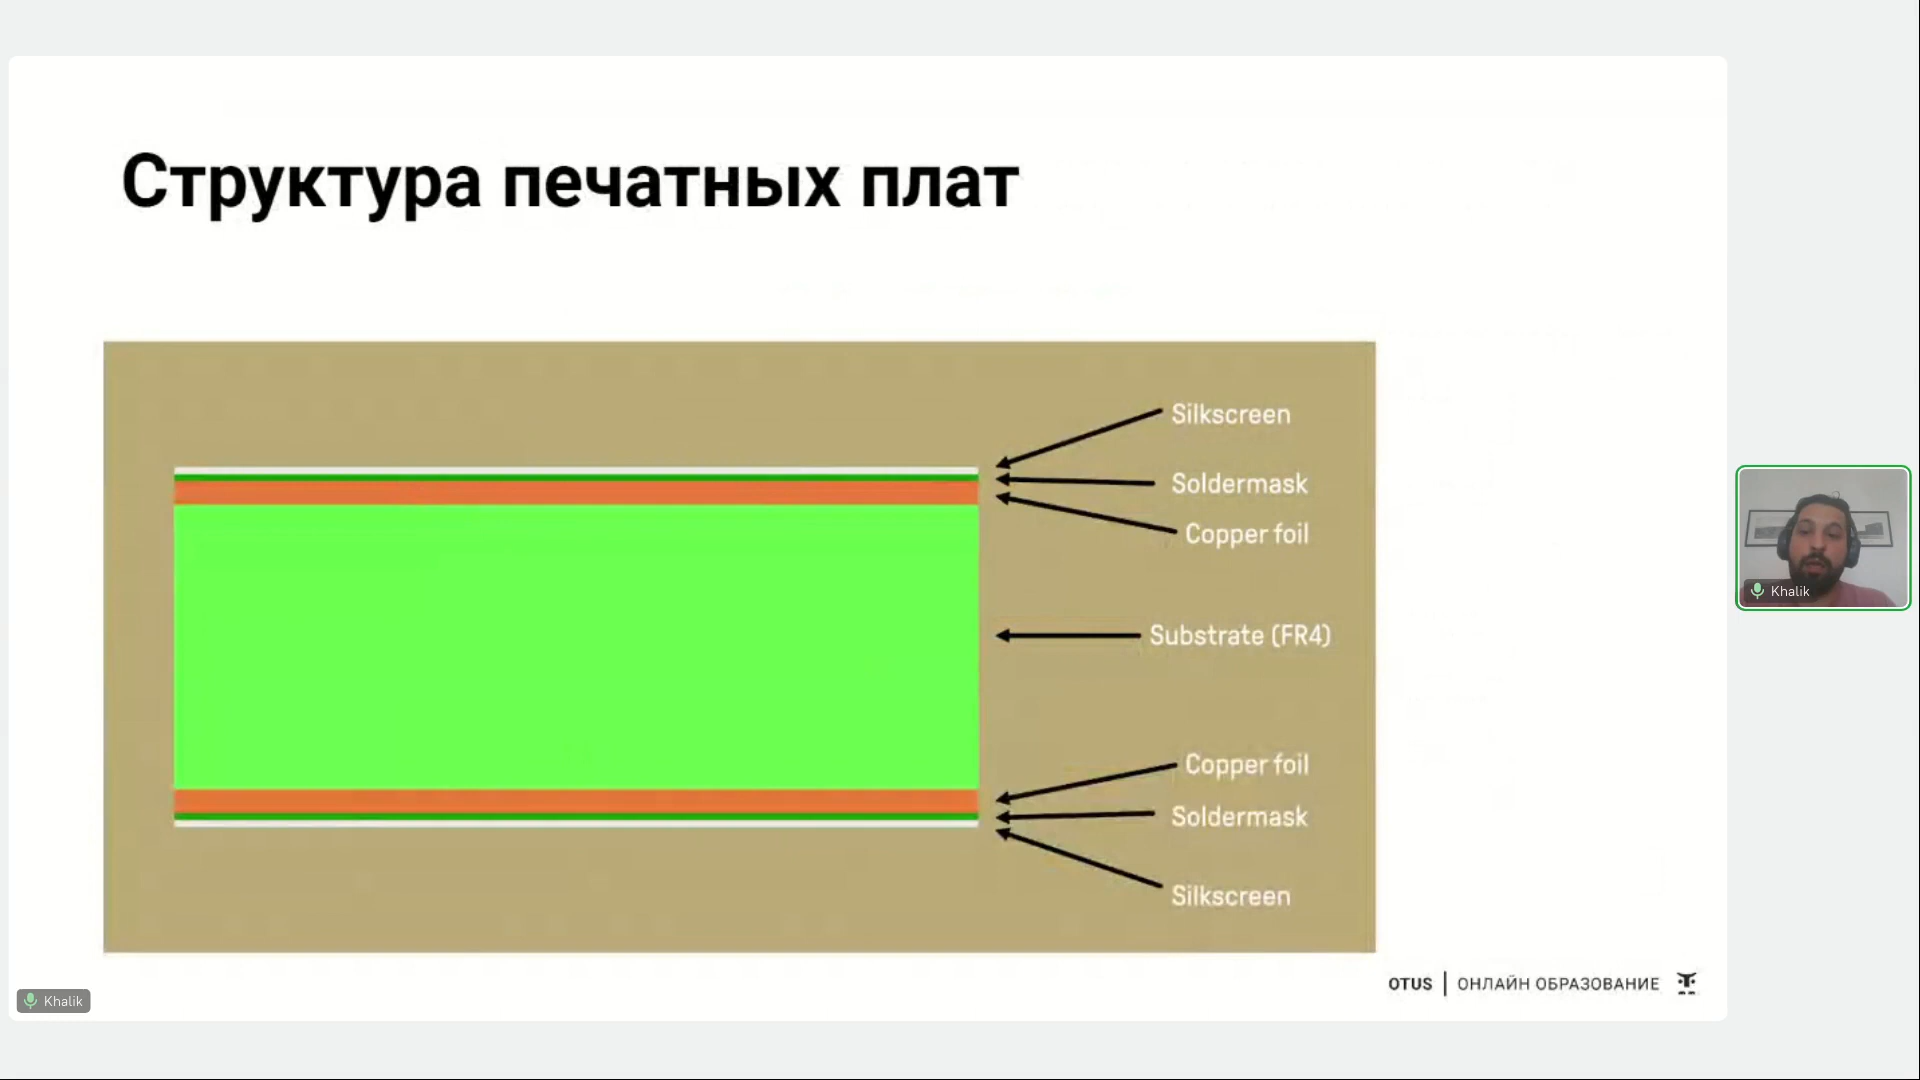 Структура печатных плат
Silkscreen
Soldermask
Copper foil
Substrate (FR4)
Copper foil
Soldermask
Silkscreen
Khalik
OTUS | ОНЛАЙН ОБРАЗОВАНИЕ
Khalik